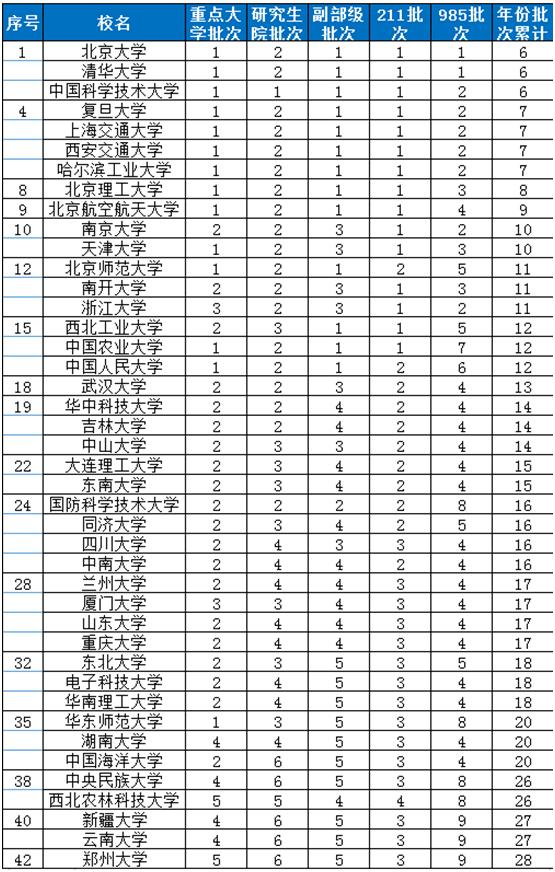 序号 校名 重点大学批次 研究生院批次 副部级批次 211批次 985批次 年份批次累计
1 北京大学 1 2 1 1 1 6
清华大学 1 2 1 1 1 6
中国科学技术大学 1 1 1 1 2 6
4 复旦大学 1 2 1 1 2 7
上海交通大学 1 2 1 1 2 7
西安交通大学 1 2 1 1 2 7
哈尔滨工业大学 1 2 1 1 2 7
8 北京理工大学 1 2 1 1 3 8
9 北京航空航天大学 1 2 1 1 4 9
10 南京大学 2 2 3 1 2 10
天津大学 1 2 3 1 3 10
12 北京师范大学 1 2 1 2 5 11
南开大学 2 2 3 1 3 11
浙江大学 3 2 3 1 2 11
15 西北工业大学 2 3 1 1 5 12
中国农业大学 1 2 1 1 7 12
中国人民大学 1 2 1 2 6 12
18 武汉大学 2 2 3 2 4 13
19 华中科技大学 2 2 4 2 4 14
吉林大学 2 2 4 2 4 14
中山大学 2 3 3 2 4 14
22 大连理工大学 2 3 4 2 4 15
东南大学 2 3 4 2 4 15
24 国防科学技术大学 2 2 2 2 8 16
同济大学 2 3 4 2 5 16
四川大学 2 4 3 3 4 16
中南大学 2 4 4 2 4 16
28 兰州大学 2 4 4 3 4 17
厦门大学 3 3 4 3 4 17
山东大学 2 4 4 3 4 17
重庆大学 2 4 4 3 4 17
32 东北大学 2 3 5 3 5 18
电子科技大学 2 4 5 3 4 18
华南理工大学 2 4 5 3 4 18
35 华东师范大学 1 3 5 3 8 20
湖南大学 4 4 5 3 4 20
中国海洋大学 2 6 5 3 4 20
38 中央民族大学 4 6 5 3 8 26
西北农林科技大学 5 5 4 4 8 26
40 新疆大学 4 6 5 3 9 27
云南大学 4 6 5 3 9 27
42 郑州大学 5 6 5 3 9 28